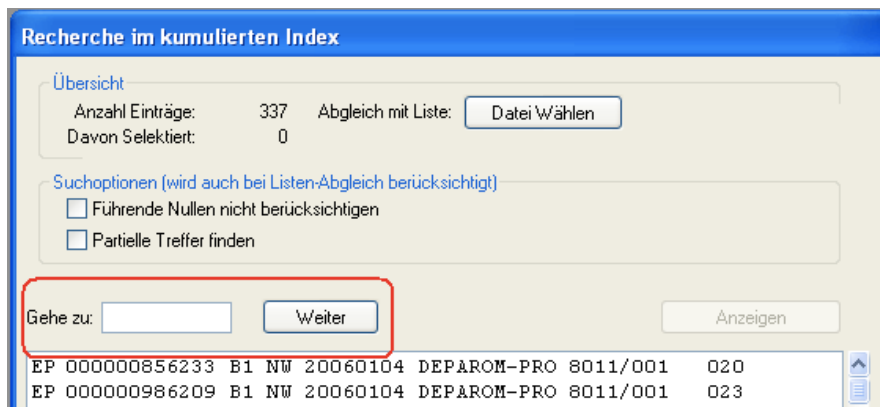 Recherche im kumulierten Index
Übersicht
Anzahl Einträge: 337 Abgleich mit Liste: Datei Wählen
Davon Selektiert: 0
Suchoptionen (wird auch bei Listen-Abgleich berücksichtigt)
Führende Nullen nicht berücksichtigen
Partielle Treffer finden
Gehe zu: Weiter Anzeigen
EP 000000856233 B1 NW 20060104 DEPAROM-PRO 8011/001 020
EP 000000986209 B1 NW 20060104 DEPAROM-PRO 8011/001 023